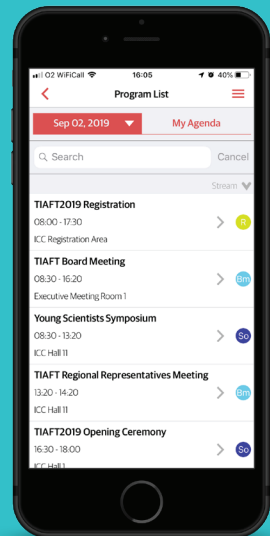 O2 WiFiCall 16:05 40%
Program List
Sep 02, 2019 My Agenda
Search Cancel
Stream
TIAFT2019 Registration
08:00 - 17:30 R
ICC Registration Area
TIAFT Board Meeting
08:30 - 16:20 Bm
Executive Meeting Room 1
Young Scientists Symposium
08:30 - 13:20 So
ICC Hall 11
TIAFT Regional Representatives Meeting
13:20 - 14:20 Bm
ICC Hall 11
TIAFT2019 Opening Ceremony
16:30 - 18:00 So
ICC Hall 1